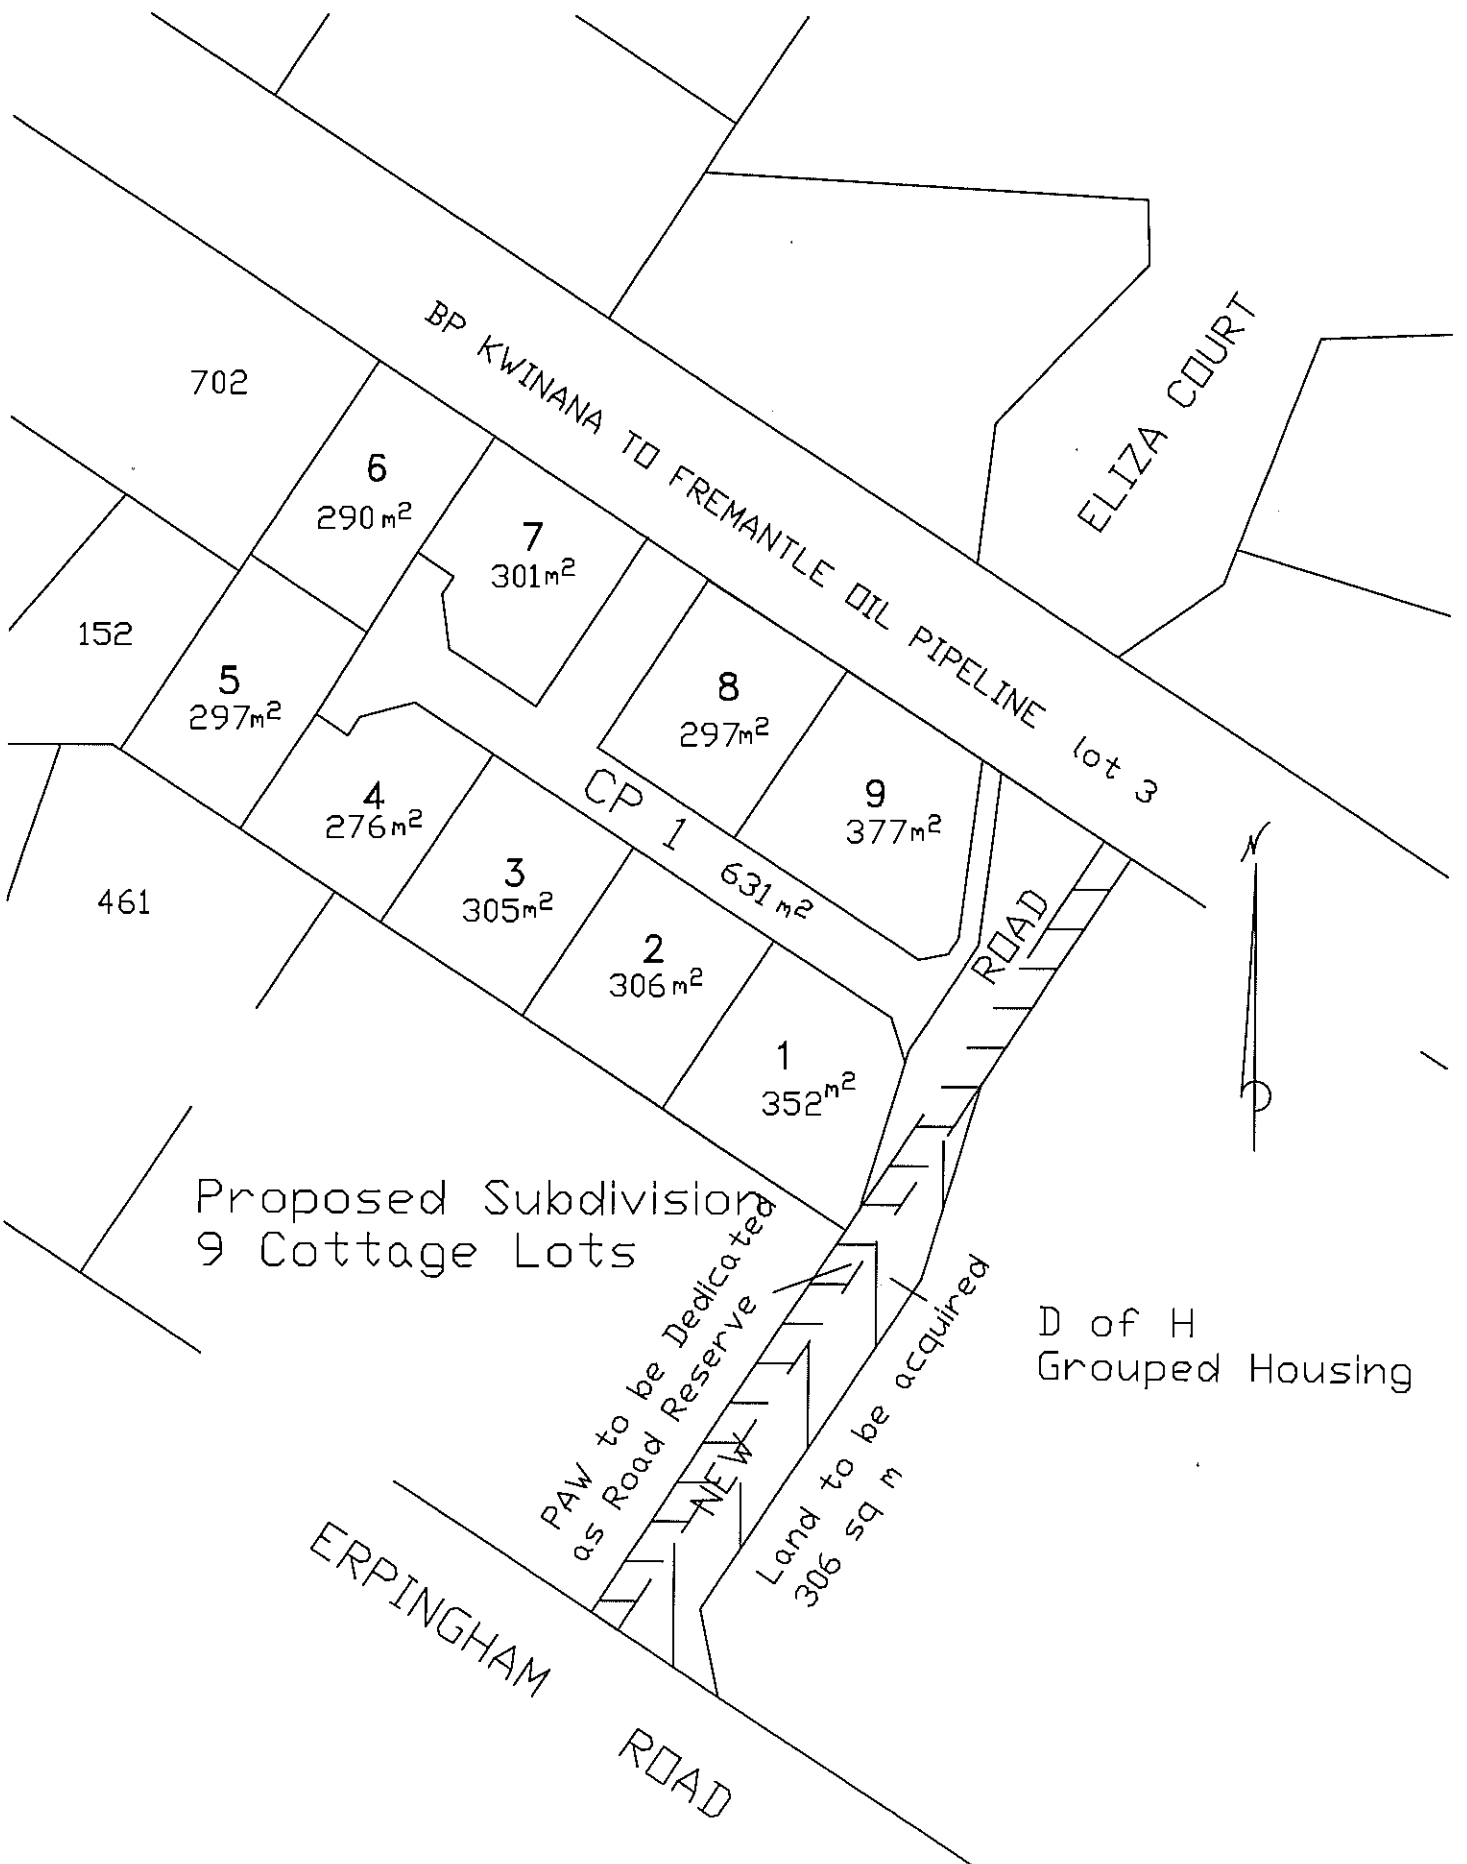 BP KWINANA TO FREMANTLE OIL PIPELINE lot 3
ELIZA COURT
702
6
290m²
7
301m²
152
5
297m²
8
297m²
9
377m²
4
276m²
CP 1 631m²
3
305m²
461
2
306m²
1
352m²
N
NEW ROAD
Proposed Subdivision
9 Cottage Lots
PAW to be Dedicated
as Road Reserve
Land to be acquired
306 sq m
D of H
Grouped Housing
ERPINGHAM ROAD